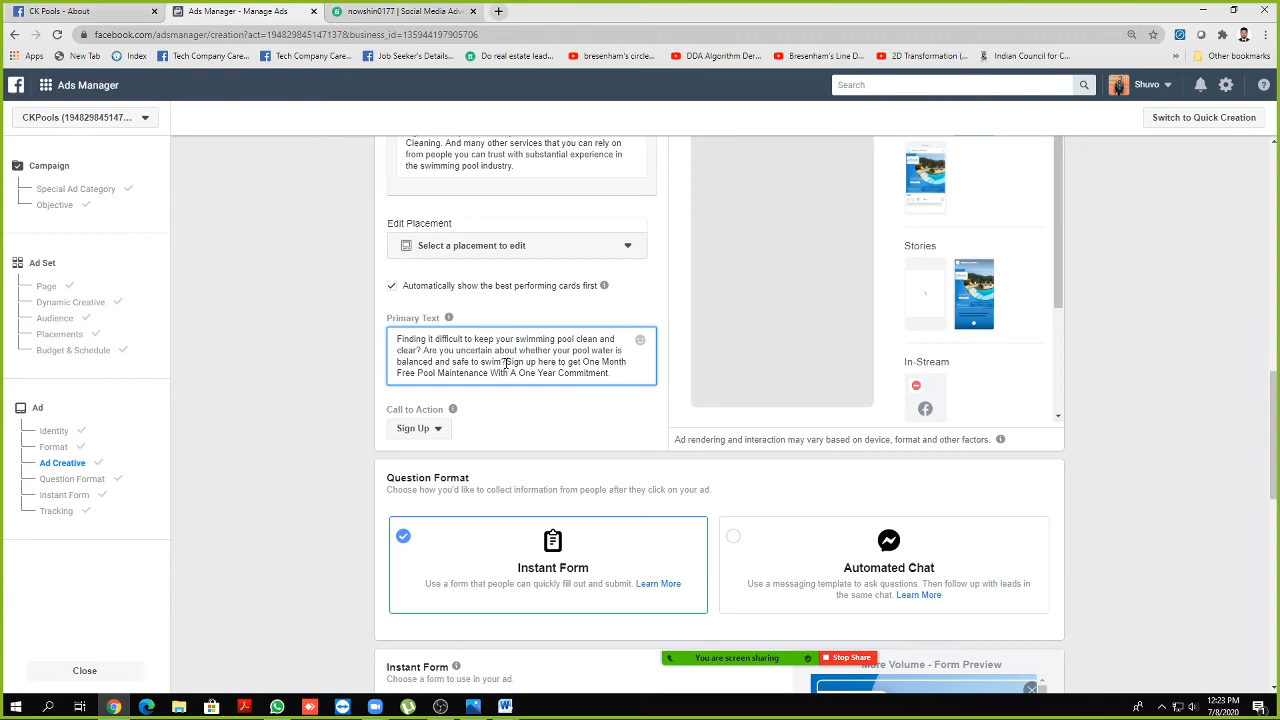 CK Pools - About
Ads Manager - Manage Ads
nowshin0177 | Social Media Adv
facebook.com/adsmanager/creation?act=194829845147137&business_id=135944197905706
Apps
How To
Index
Tech Company Care...
Tech Company Care...
Job Seeker's Details...
Do real estate lead...
bresenham's circle...
DDA Algorithm Der...
Bresenham's Line D...
2D Transformation (...
Indian Council for C...
Other bookmarks
Ads Manager
Search
Shuvo
CKPools (194829845147...
Switch to Quick Creation
Campaign
Special Ad Category
Objective
Ad Set
Page
Dynamic Creative
Audience
Placements
Budget & Schedule
Ad
Identity
Format
Ad Creative
Question Format
Instant Form
Tracking
Close
Cleaning. And many other services that you can rely on
from people you can trust with substantial experience in
the swimming pool industry.
Edit Placement
Select a placement to edit
Automatically show the best performing cards first
Primary Text
Finding it difficult to keep your swimming pool clean and
clear? Are you uncertain about whether your pool water is
balanced and safe to swim? Sign up here to get One Month
Free Pool Maintenance With A One Year Commitment.
Call to Action
Sign Up
Stories
In-Stream
Ad rendering and interaction may vary based on device, format and other factors.
Question Format
Choose how you'd like to collect information from people after they click on your ad.
Instant Form
Use a form that people can quickly fill out and submit. Learn More
Automated Chat
Use a messaging template to ask questions. Then follow up with leads in
the same chat. Learn More
You are screen sharing
Stop Share
Instant Form
Choose a form to use in your ad.
More Volume - Form Preview
12:23 PM
7/8/2020